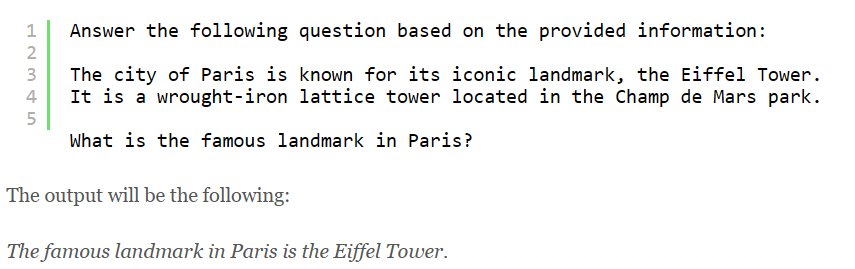 1 Answer the following question based on the provided information:
2
3 The city of Paris is known for its iconic landmark, the Eiffel Tower.
4 It is a wrought-iron lattice tower located in the Champ de Mars park.
5
What is the famous landmark in Paris?
The output will be the following:
The famous landmark in Paris is the Eiffel Tower.